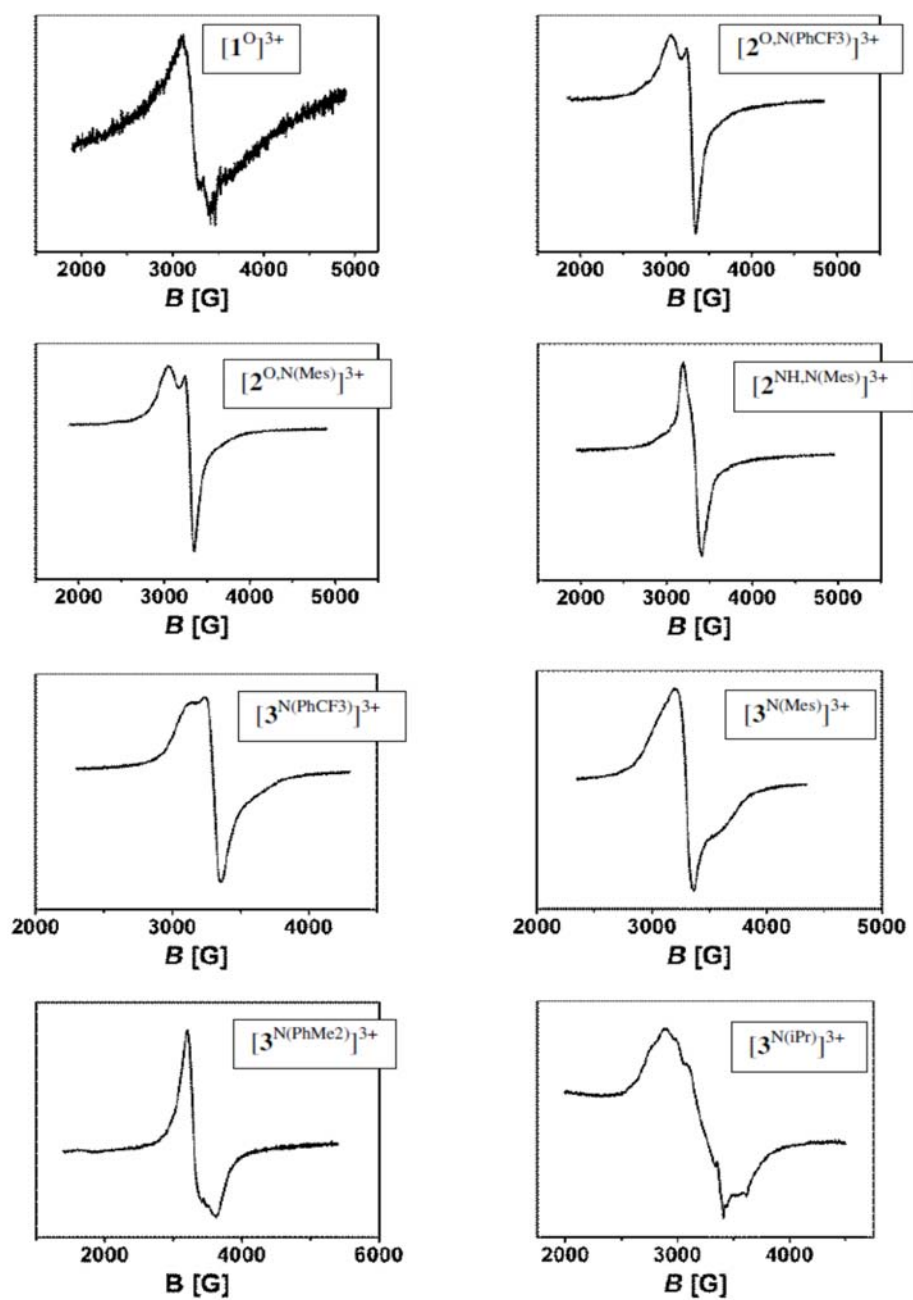 [1^O]^3+
2000 3000 4000 5000
B [G]
[2^O,N(PhCF3)]^3+
2000 3000 4000 5000
B [G]
[2^O,N(Mes)]^3+
2000 3000 4000 5000
B [G]
[2^NH,N(Mes)]^3+
2000 3000 4000 5000
B [G]
[3^N(PhCF3)]^3+
2000 3000 4000
B [G]
[3^N(Mes)]^3+
2000 3000 4000 5000
B [G]
[3^N(PhMe2)]^3+
2000 4000 6000
B [G]
[3^N(iPr)]^3+
2000 3000 4000
B [G]